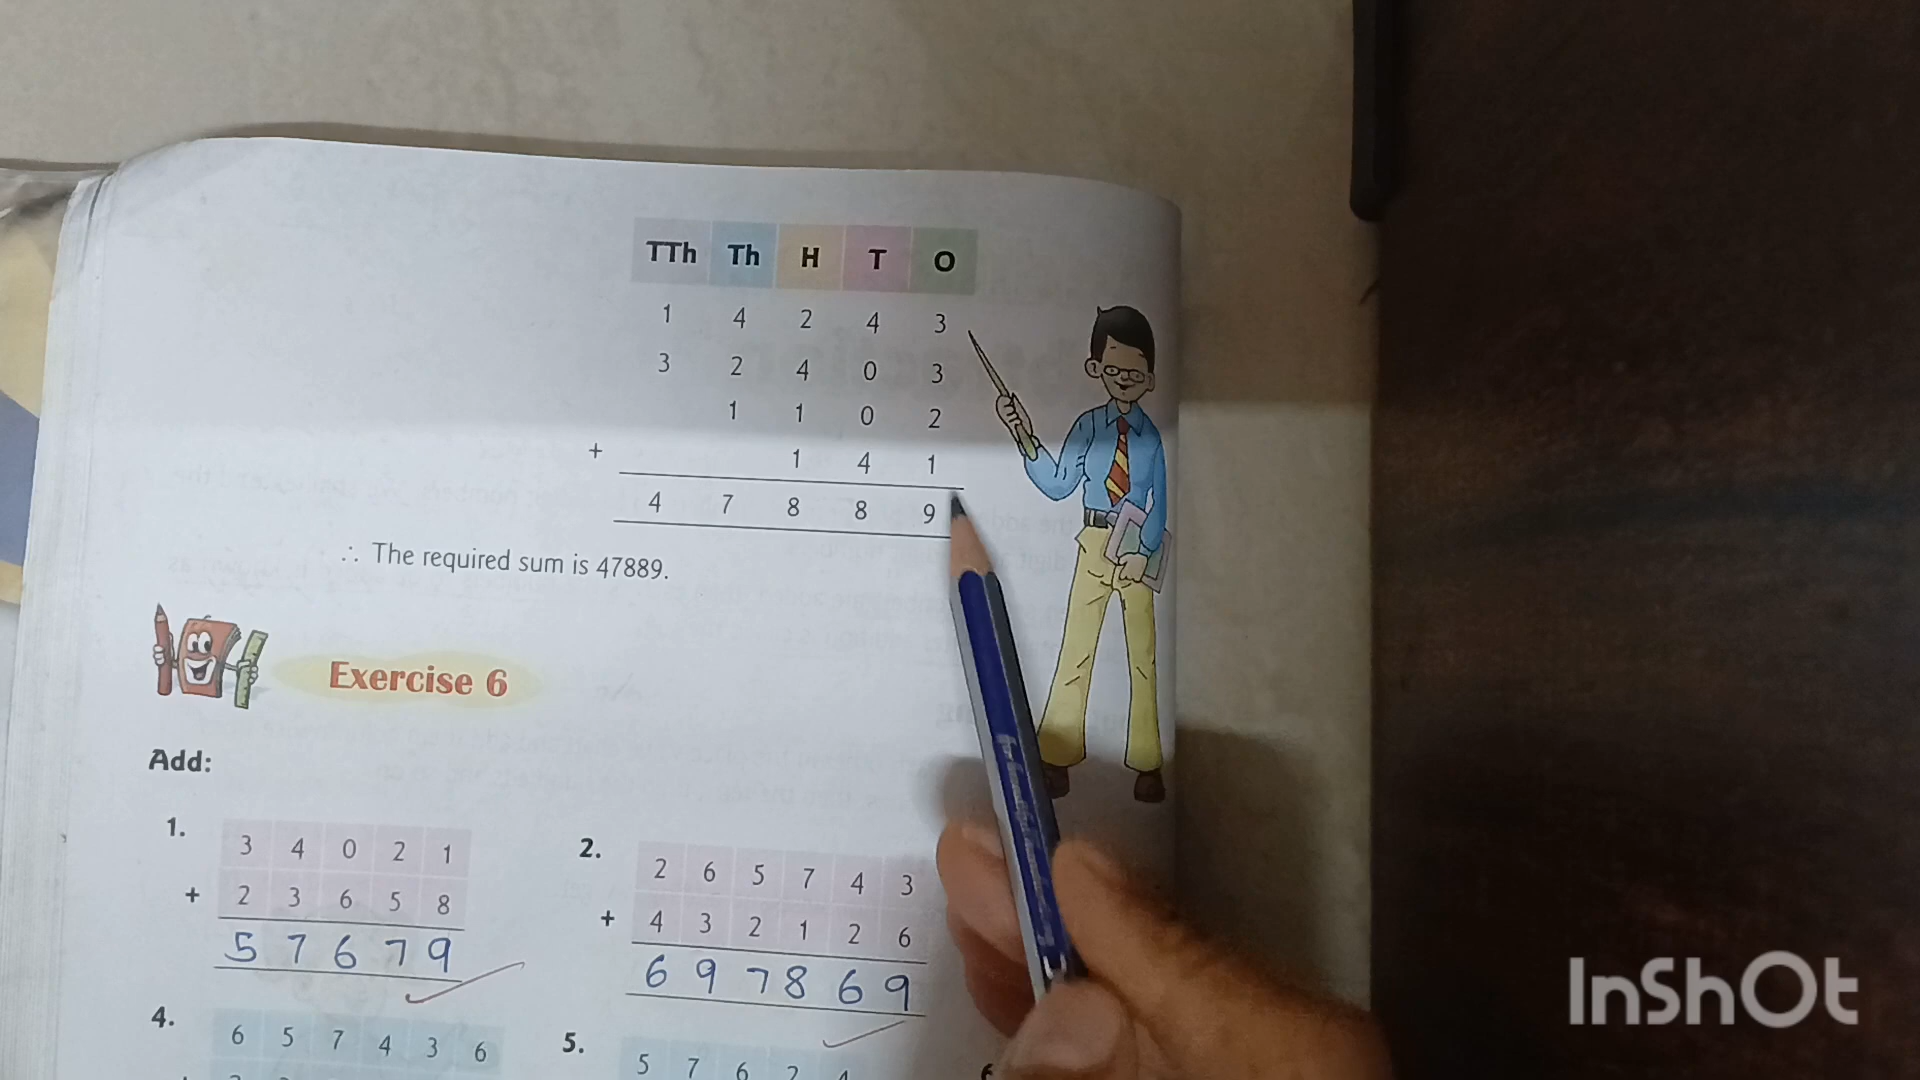 TTh Th H T O
1 4 2 4 3
3 2 4 0 3
1 1 0 2
+ 1 4 1
4 7 8 8 9
∴ The required sum is 47889.
Exercise 6
Add:
1.
3 4 0 2 1
+ 2 3 6 5 8
5 7 6 7 9
2.
2 6 5 7 4 3
+ 4 3 2 1 2 6
6 9 7 8 6 9
4.
6 5 7 4 3 6
5.
5 7 6 2 4
InShOt